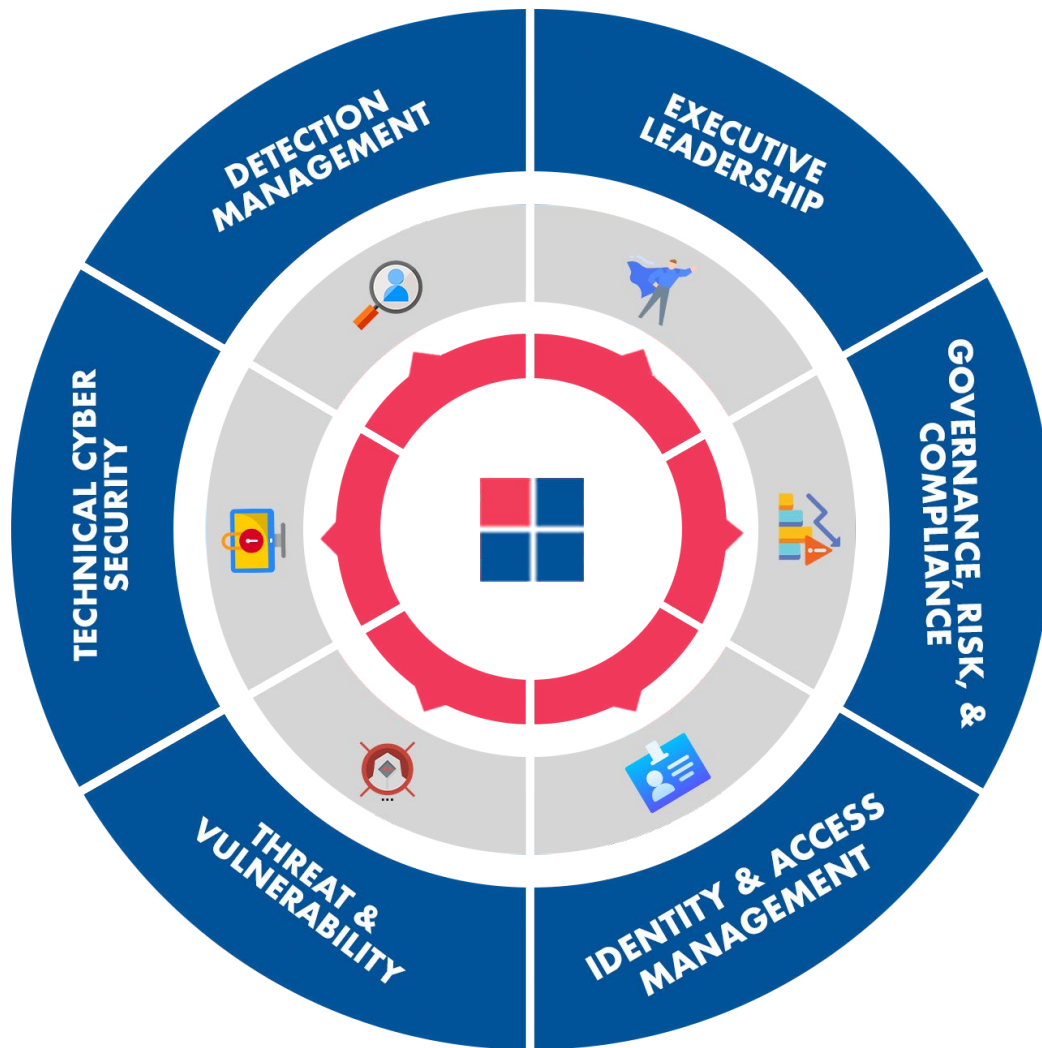 DETECTION
MANAGEMENT
EXECUTIVE
LEADERSHIP
GOVERNANCE, RISK, &
COMPLIANCE
IDENTITY & ACCESS
MANAGEMENT
THREAT &
VULNERABILITY
TECHNICAL CYBER
SECURITY